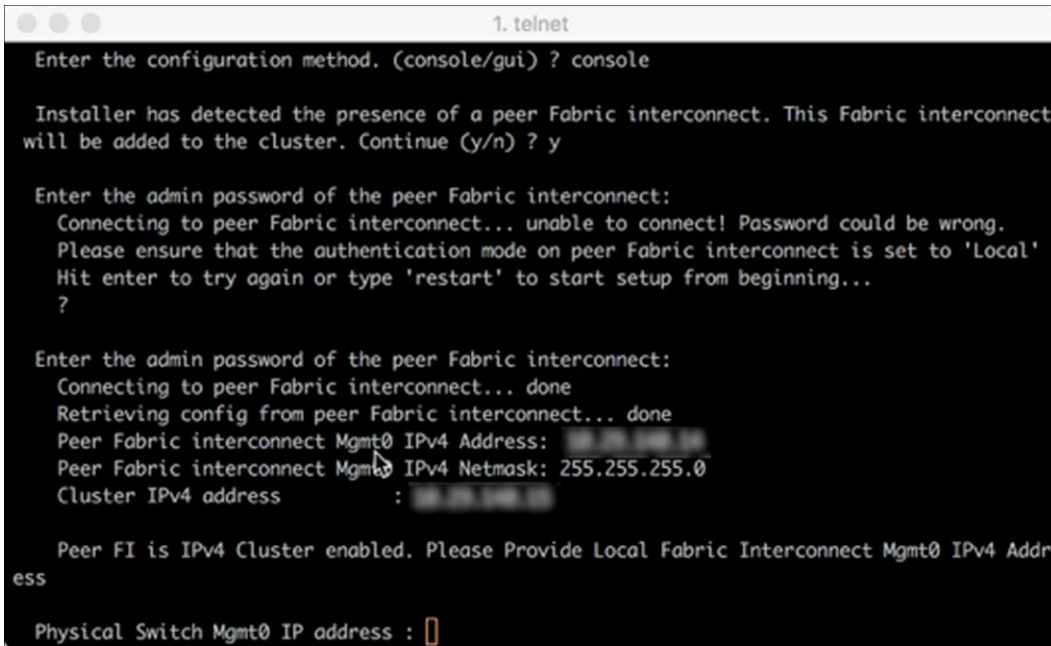 1. telnet
Enter the configuration method. (console/gui) ? console
Installer has detected the presence of a peer Fabric interconnect. This Fabric interconnect
will be added to the cluster. Continue (y/n) ? y
Enter the admin password of the peer Fabric interconnect:
Connecting to peer Fabric interconnect... unable to connect! Password could be wrong.
Please ensure that the authentication mode on peer Fabric interconnect is set to 'Local'
Hit enter to try again or type 'restart' to start setup from beginning...
?
Enter the admin password of the peer Fabric interconnect:
Connecting to peer Fabric interconnect... done
Retrieving config from peer Fabric interconnect... done
Peer Fabric interconnect Mgmt0 IPv4 Address:
Peer Fabric interconnect Mgmt0 IPv4 Netmask: 255.255.255.0
Cluster IPv4 address :
Peer FI is IPv4 Cluster enabled. Please Provide Local Fabric Interconnect Mgmt0 IPv4 Addr
ess
Physical Switch Mgmt0 IP address :